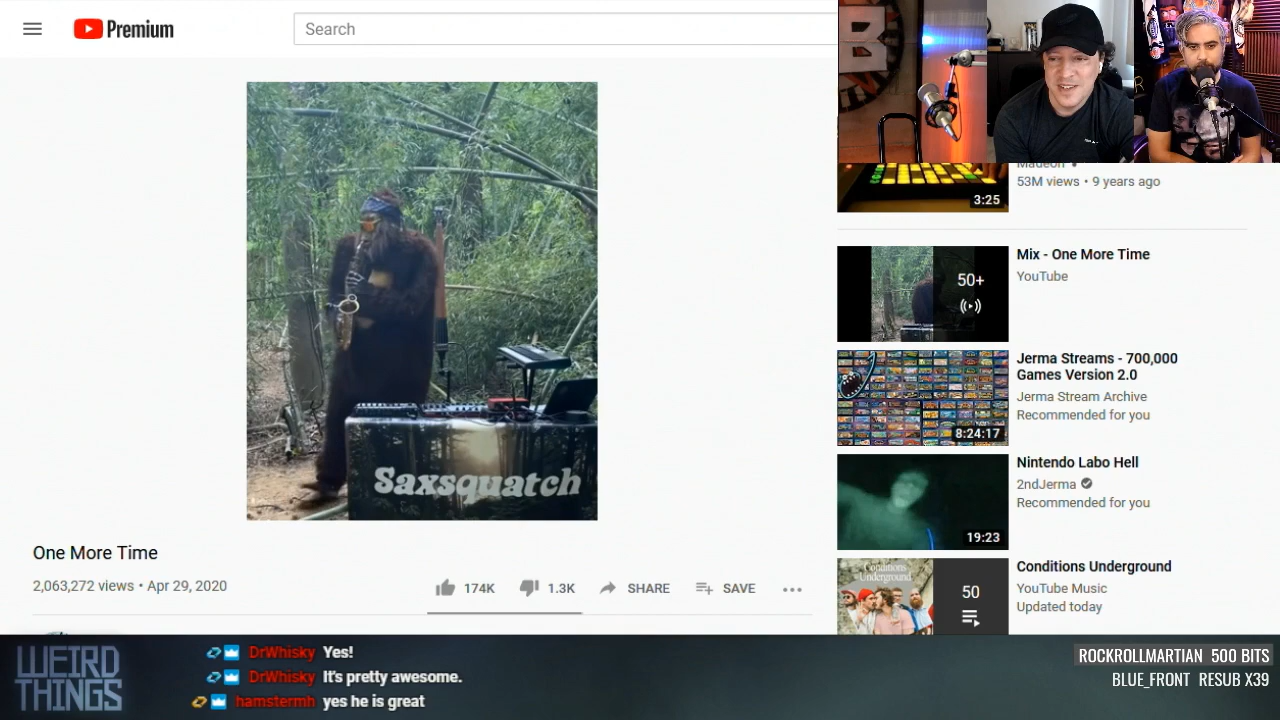 Premium
Search
Saxsquatch
One More Time
2,063,272 views • Apr 29, 2020
174K
1.3K
SHARE
SAVE
Madeon
53M views • 9 years ago
3:25
50+
Mix - One More Time
YouTube
Jerma Streams - 700,000
Games Version 2.0
Jerma Stream Archive
Recommended for you
8:24:17
Nintendo Labo Hell
2ndJerma
Recommended for you
19:23
Conditions
Underground
50
Conditions Underground
YouTube Music
Updated today
WEIRD
THINGS
DrWhisky Yes!
DrWhisky It's pretty awesome.
hamstermh yes he is great
ROCKROLLMARTIAN 500 BITS
BLUE_FRONT RESUB X39